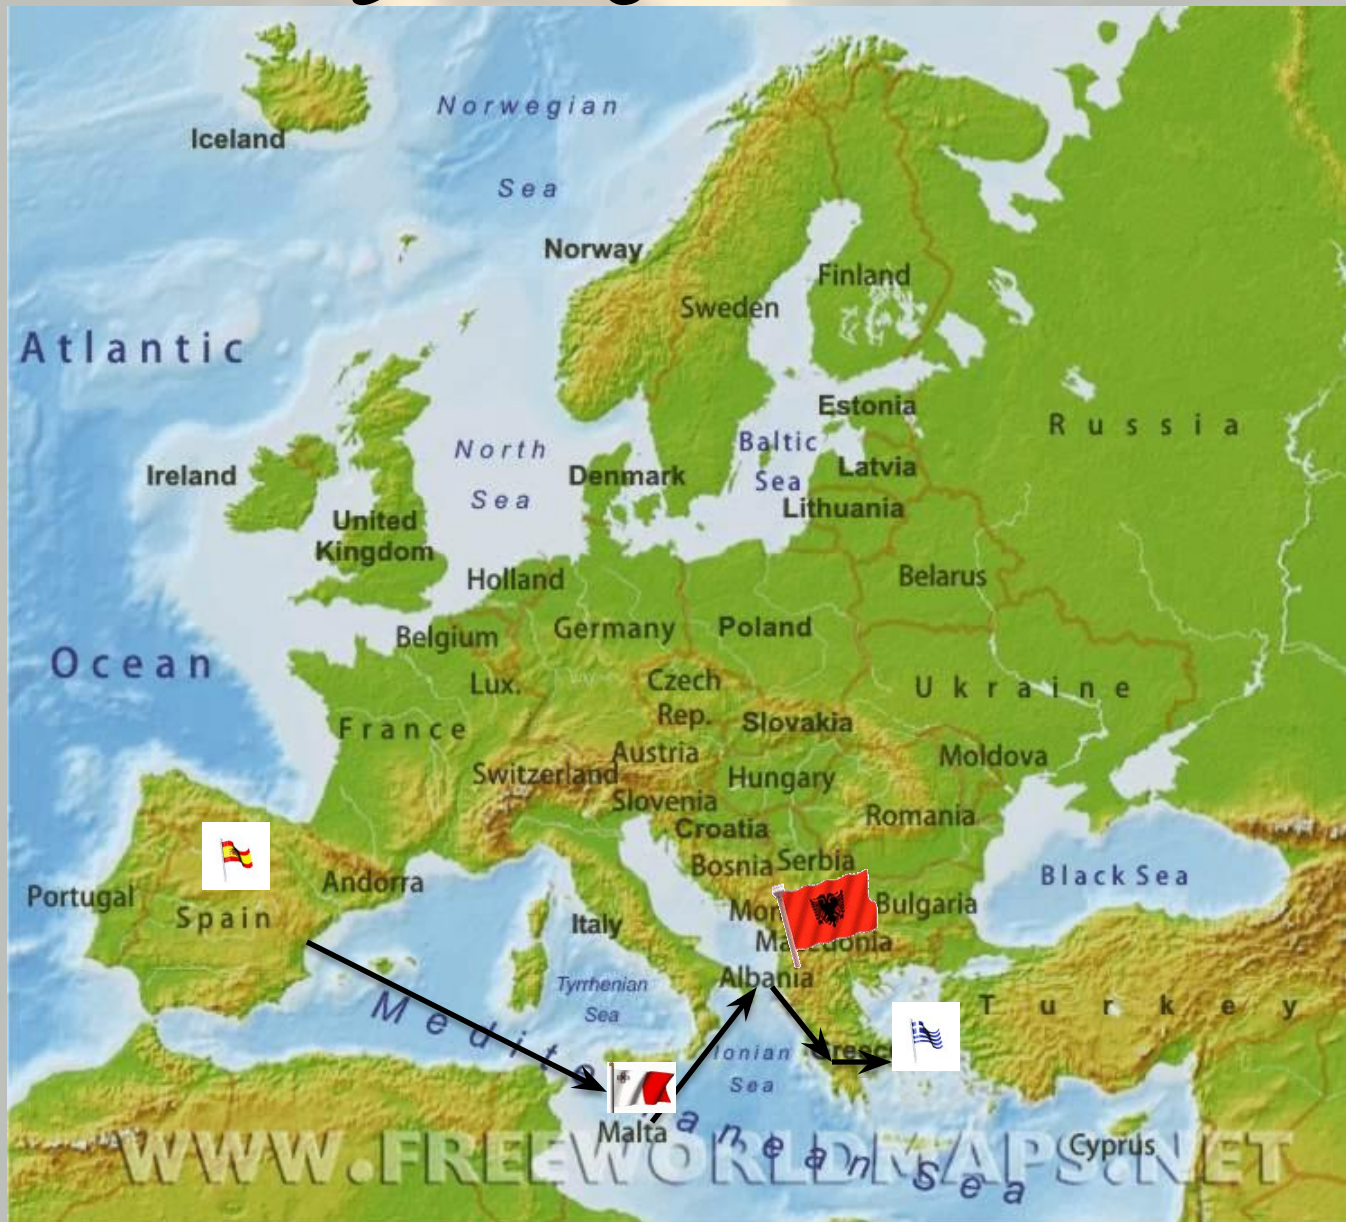 Norwegian
Sea
Iceland
Norway
Finland
Sweden
Atlantic
Estonia
Russia
Baltic
Sea
North
Sea
Denmark
Latvia
Ireland
Lithuania
United
Kingdom
Holland
Belarus
Belgium
Germany
Poland
Ocean
Lux.
Czech
Rep.
Ukraine
France
Slovakia
Austria
Moldova
Switzerland
Hungary
Slovenia
Romania
Croatia
Bosnia
Serbia
Black Sea
Andorra
Portugal
Spain
Italy
Bulgaria
Macedonia
Albania
Tyrrhenian
Sea
Turkey
Ionian
Sea
Greece
Malta
Cyprus
Sea
WWW.FREEWORLDMAPS.NET